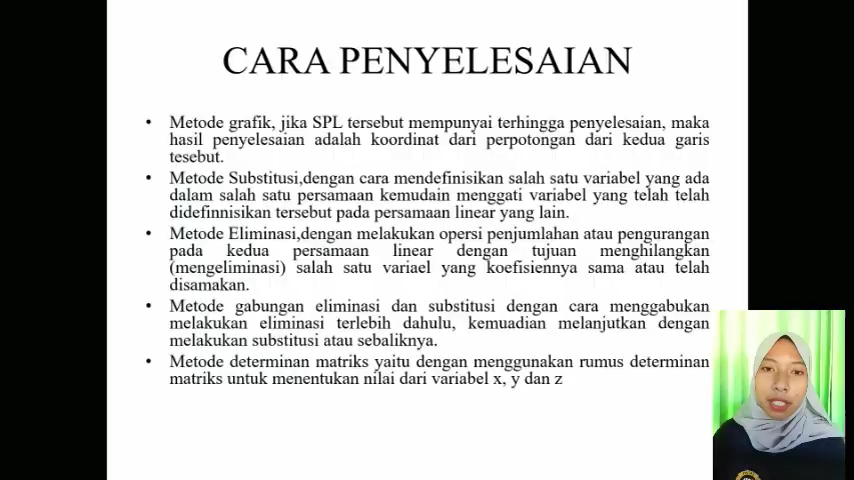 CARA PENYELESAIAN
• Metode grafik, jika SPL tersebut mempunyai terhingga penyelesaian, maka
hasil penyelesaian adalah koordinat dari perpotongan dari kedua garis
tesebut.
• Metode Substitusi,dengan cara mendefinisikan salah satu variabel yang ada
dalam salah satu persamaan kemudain menggati variabel yang telah telah
didefinnisikan tersebut pada persamaan linear yang lain.
• Metode Eliminasi,dengan melakukan opersi penjumlahan atau pengurangan
pada kedua persamaan linear dengan tujuan menghilangkan
(mengeliminasi) salah satu variael yang koefisiennya sama atau telah
disamakan.
• Metode gabungan eliminasi dan substitusi dengan cara menggabukan
melakukan eliminasi terlebih dahulu, kemuadian melanjutkan dengan
melakukan substitusi atau sebaliknya.
• Metode determinan matriks yaitu dengan menggunakan rumus determinan
matriks untuk menentukan nilai dari variabel x, y dan z